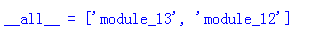 __all__ = ['module_13', 'module_12']